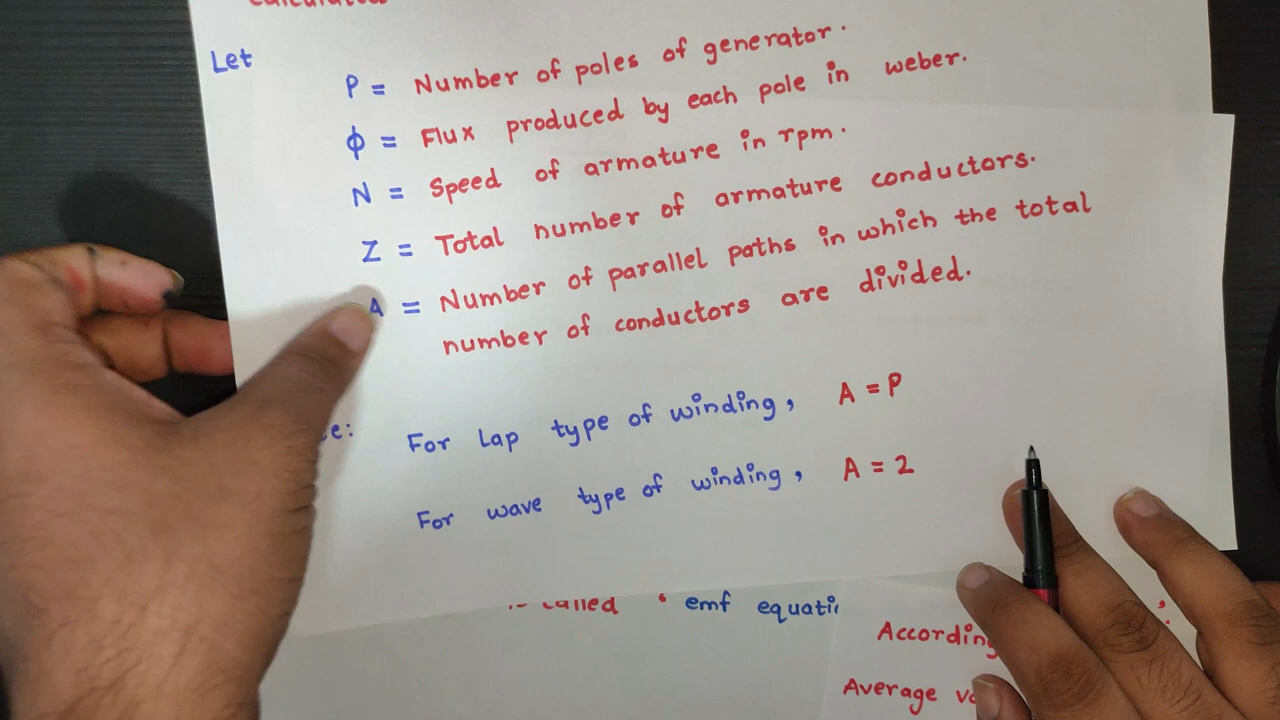 Let
P = Number of poles of generator.
ϕ = Flux produced by each pole in weber.
N = Speed of armature in rpm.
Z = Total number of armature conductors.
A = Number of parallel paths in which the total
number of conductors are divided.
For Lap type of winding, A = P
For wave type of winding, A = 2
called ' emf
According
Average